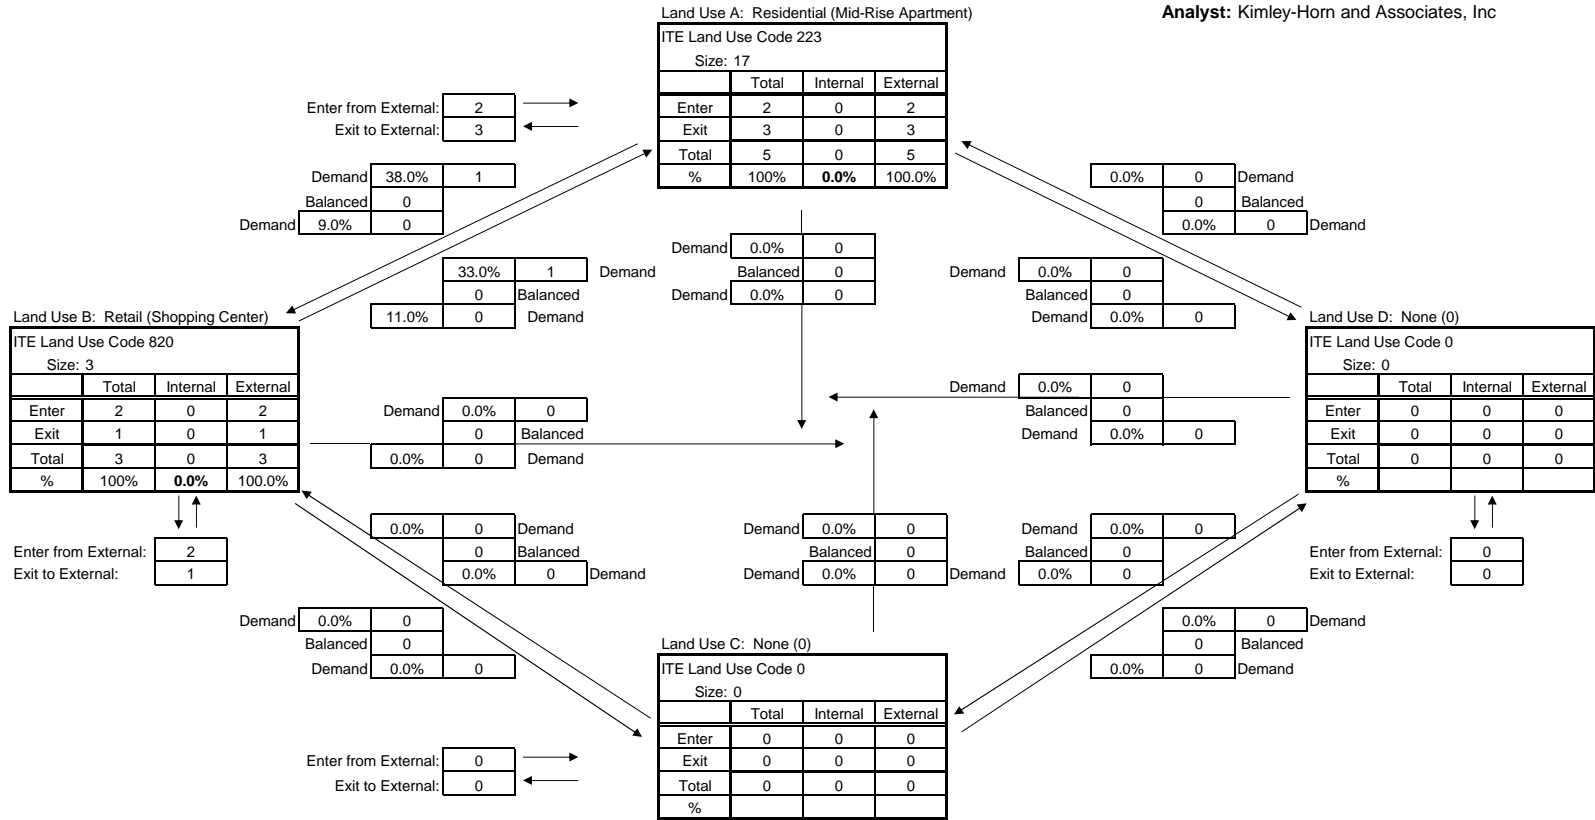 Land Use A: Residential (Mid-Rise Apartment)
Analyst: Kimley-Horn and Associates, Inc
ITE Land Use Code 223
Size: 17
Total Internal External
Enter from External: 2
Enter 2 0 2
Exit to External: 3
Exit 3 0 3
Total 5 0 5
% 100% 0.0% 100.0%
Demand 38.0% 1
Balanced 0
Demand 9.0% 0
0.0% 0 Demand
0 Balanced
0.0% 0 Demand
Demand 0.0% 0
Balanced 0
Demand 0.0% 0
33.0% 1 Demand
0 Balanced
11.0% 0 Demand
Demand 0.0% 0
Balanced 0
Demand 0.0% 0
Land Use B: Retail (Shopping Center)
ITE Land Use Code 820
Size: 3
Total Internal External
Enter 2 0 2
Exit 1 0 1
Total 3 0 3
% 100% 0.0% 100.0%
Enter from External: 2
Exit to External: 1
Demand 0.0% 0
0 Balanced
0.0% 0 Demand
Demand 0.0% 0
Balanced 0
Demand 0.0% 0
Land Use D: None (0)
ITE Land Use Code 0
Size: 0
Total Internal External
Enter 0 0 0
Exit 0 0 0
Total 0 0 0
%
Enter from External: 0
Exit to External: 0
0.0% 0 Demand
0 Balanced
0.0% 0 Demand
Demand 0.0% 0
Balanced 0
Demand 0.0% 0
Demand 0.0% 0
Balanced 0
Demand 0.0% 0
Demand 0.0% 0
Balanced 0
Demand 0.0% 0
0.0% 0 Demand
0 Balanced
0.0% 0 Demand
Land Use C: None (0)
ITE Land Use Code 0
Size: 0
Total Internal External
Enter from External: 0
Enter 0 0 0
Exit to External: 0
Exit 0 0 0
Total 0 0 0
%